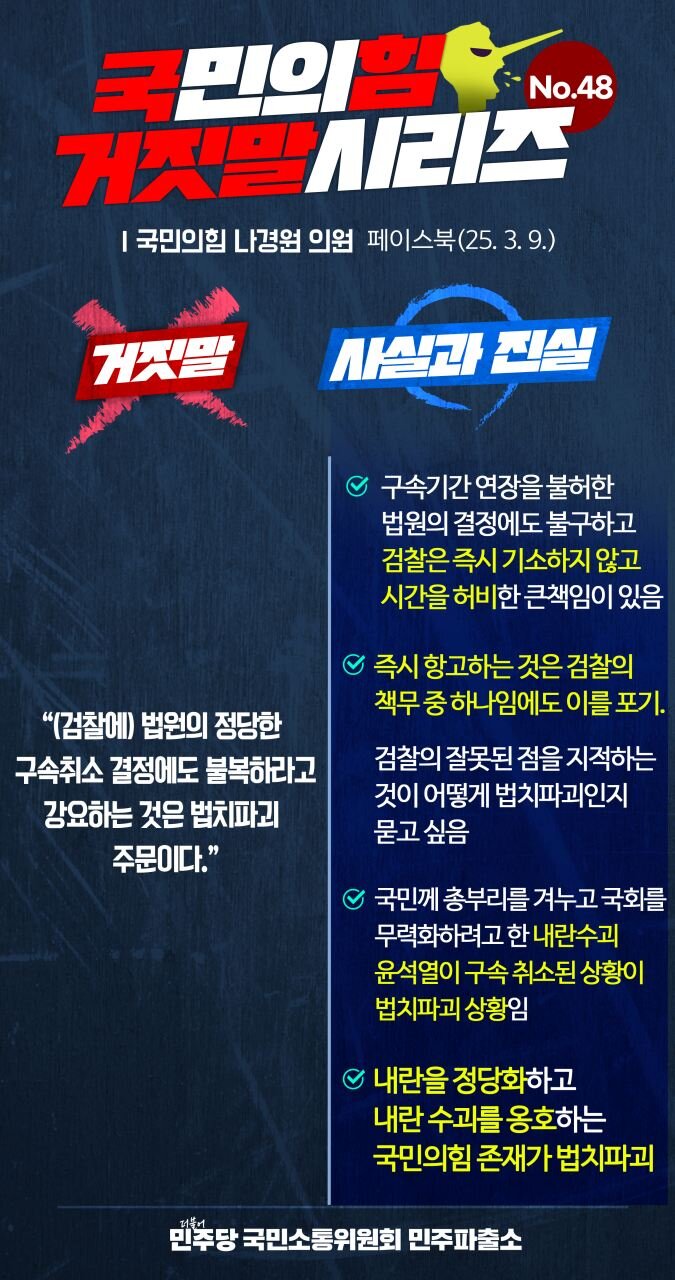 국민의힘
No.48
거짓말시리즈
| 국민의힘 나경원 의원 페이스북(25. 3. 9.)
거짓말
사실과 진실
“(검찰에) 법원의 정당한
구속취소 결정에도 불복하라고
강요하는 것은 법치파괴
주문이다.”
구속기간 연장을 불허한
법원의 결정에도 불구하고
검찰은 즉시 기소하지 않고
시간을 허비한 큰책임이 있음
즉시 항고하는 것은 검찰의
책무 중 하나임에도 이를 포기.
검찰의 잘못된 점을 지적하는
것이 어떻게 법치파괴인지
묻고 싶음
국민께 총부리를 겨누고 국회를
무력화하려고 한 내란수괴
윤석열이 구속 취소된 상황이
법치파괴 상황임
내란을 정당화하고
내란 수괴를 옹호하는
국민의힘 존재가 법치파괴
더불어
민주당 국민소통위원회 민주파출소